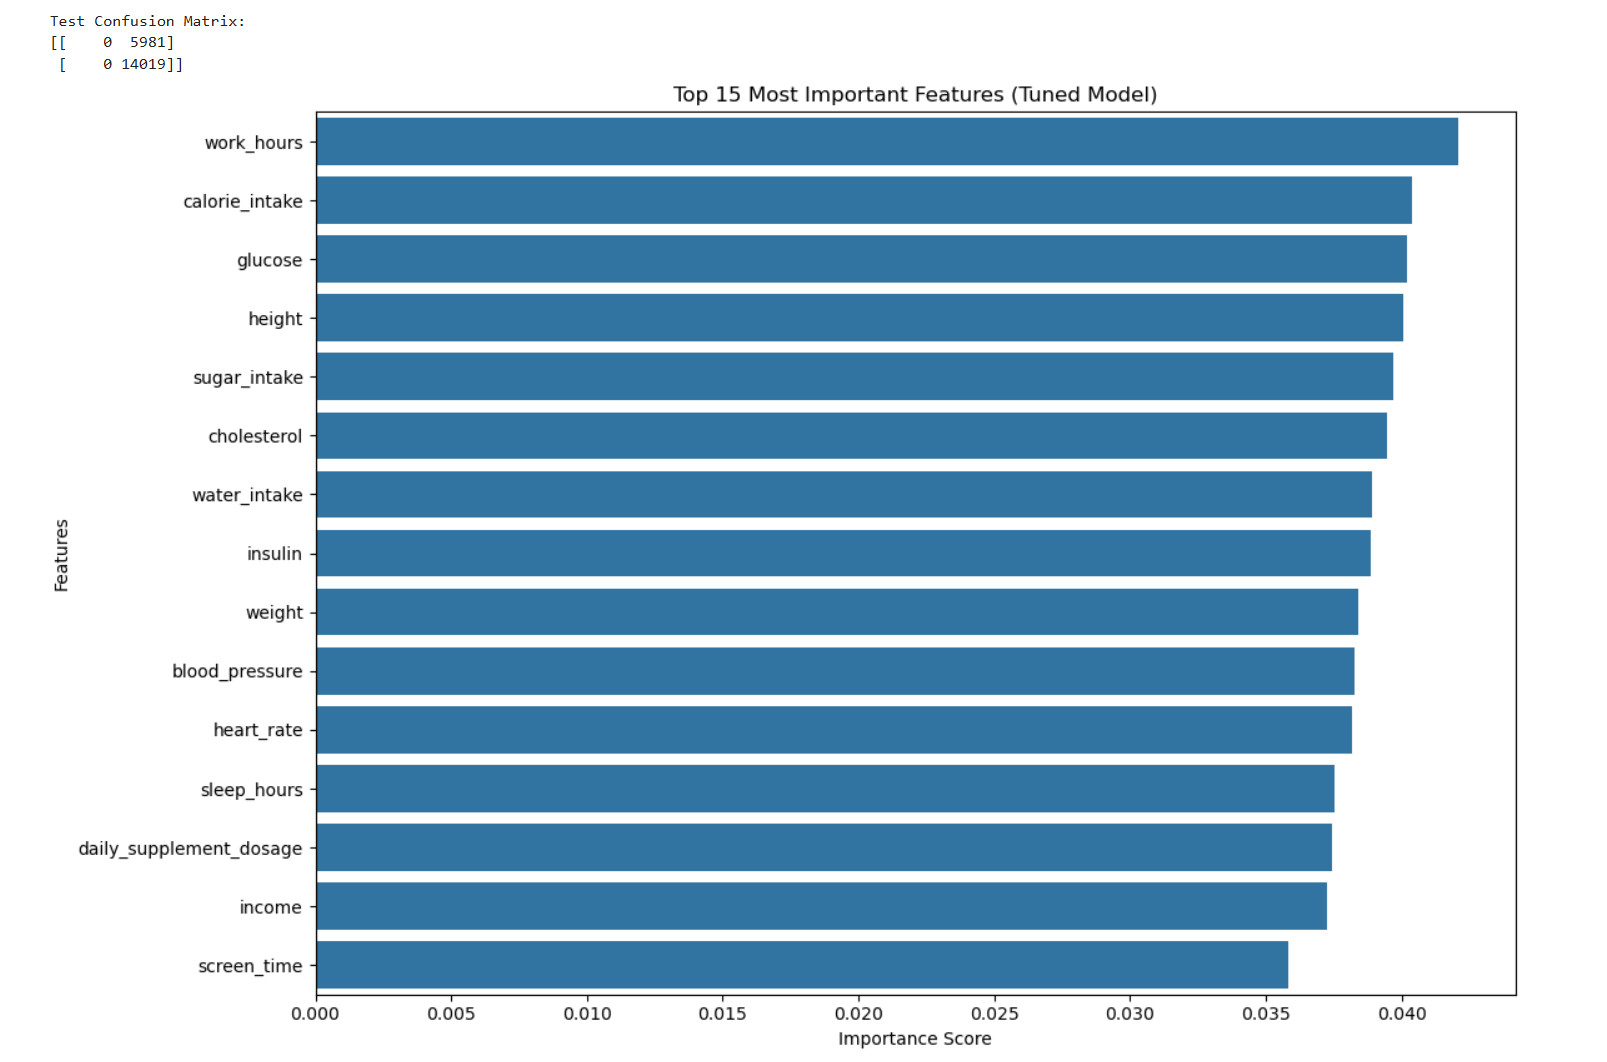 Test Confusion Matrix:
[[    0  5981]
 [    0 14019]]
Top 15 Most Important Features (Tuned Model)
work_hours
calorie_intake
glucose
height
sugar_intake
cholesterol
water_intake
insulin
weight
blood_pressure
heart_rate
sleep_hours
daily_supplement_dosage
income
screen_time
Features
0.000 0.005 0.010 0.015 0.020 0.025 0.030 0.035 0.040
Importance Score